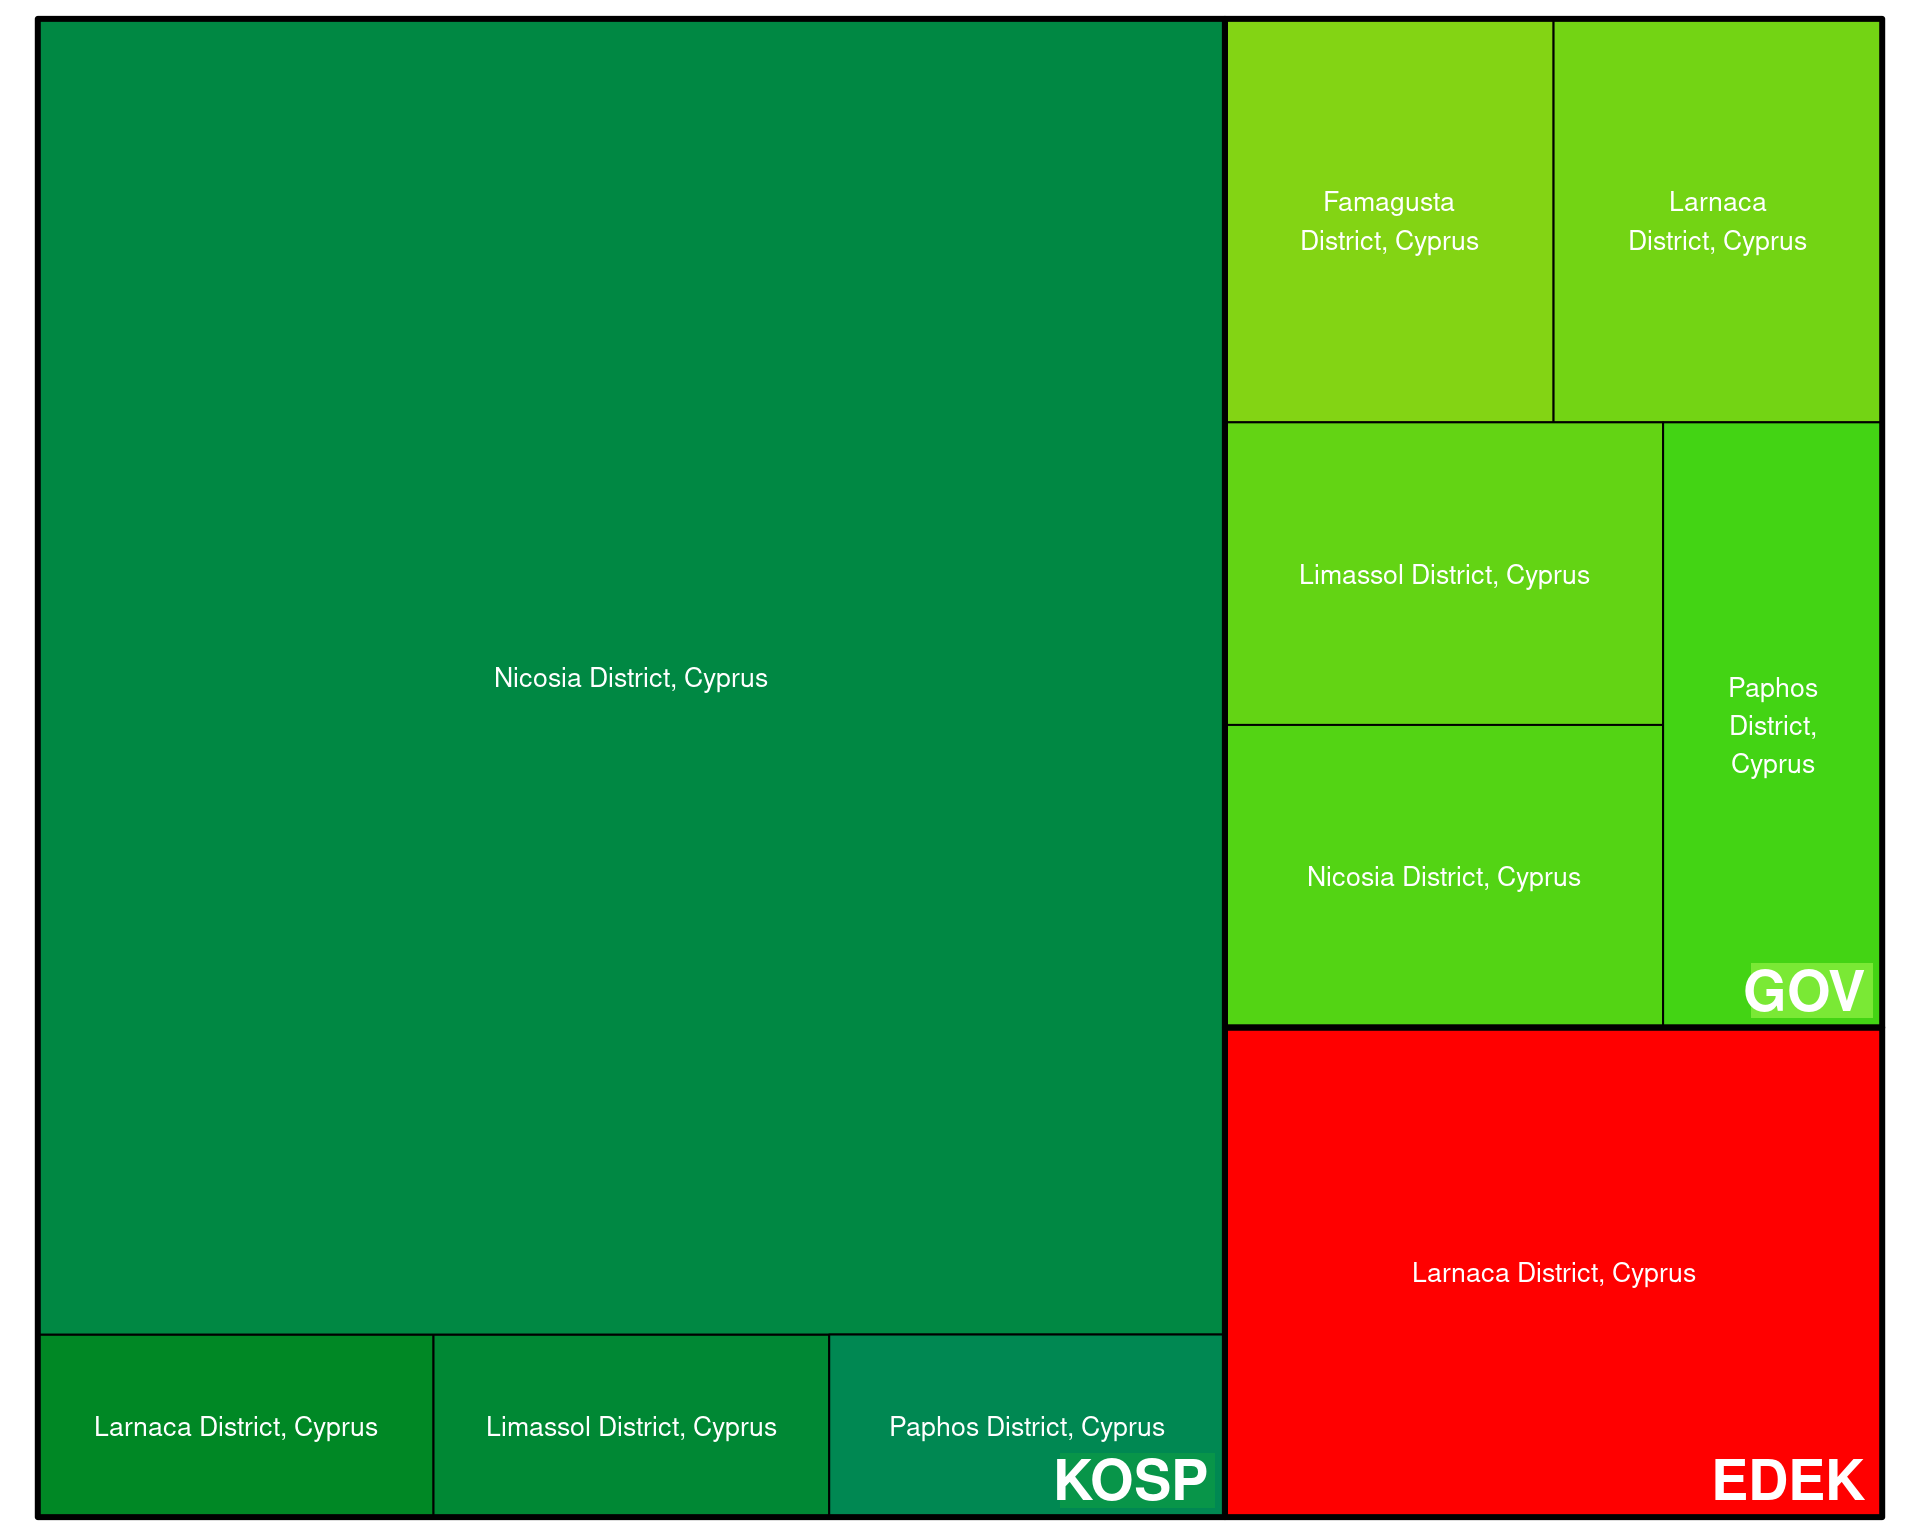 Nicosia District, Cyprus
Larnaca District, Cyprus
Limassol District, Cyprus
Paphos District, Cyprus
KOSP
Famagusta
District, Cyprus
Larnaca
District, Cyprus
Limassol District, Cyprus
Nicosia District, Cyprus
Paphos
District,
Cyprus
GOV
Larnaca District, Cyprus
EDEK